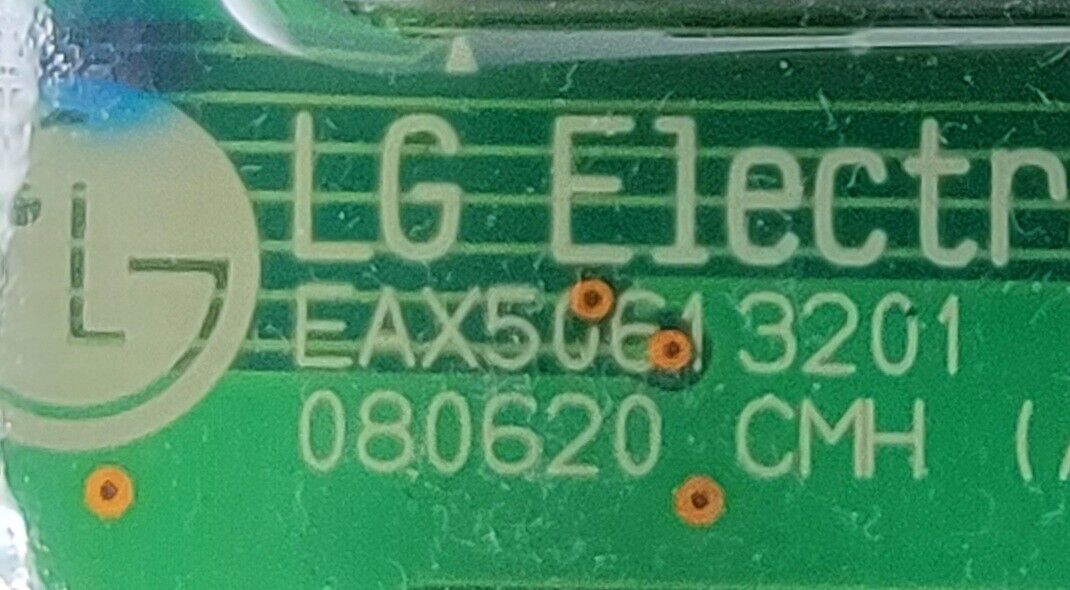 LG Electr
EAX50613201
080620 CMH (